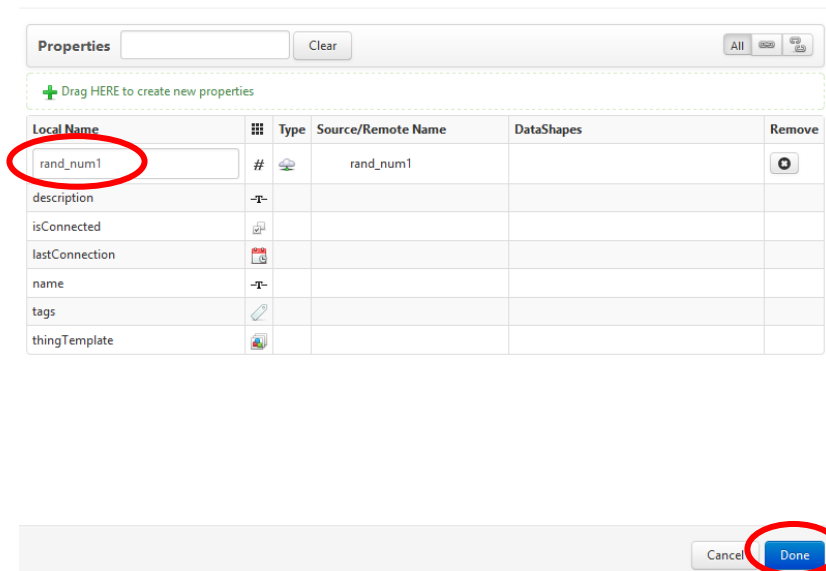 Properties Clear All
Drag HERE to create new properties
Local Name Type Source/Remote Name DataShapes Remove
rand_num1 # rand_num1
description -T-
isConnected
lastConnection
name -T-
tags
thingTemplate
Cancel Done